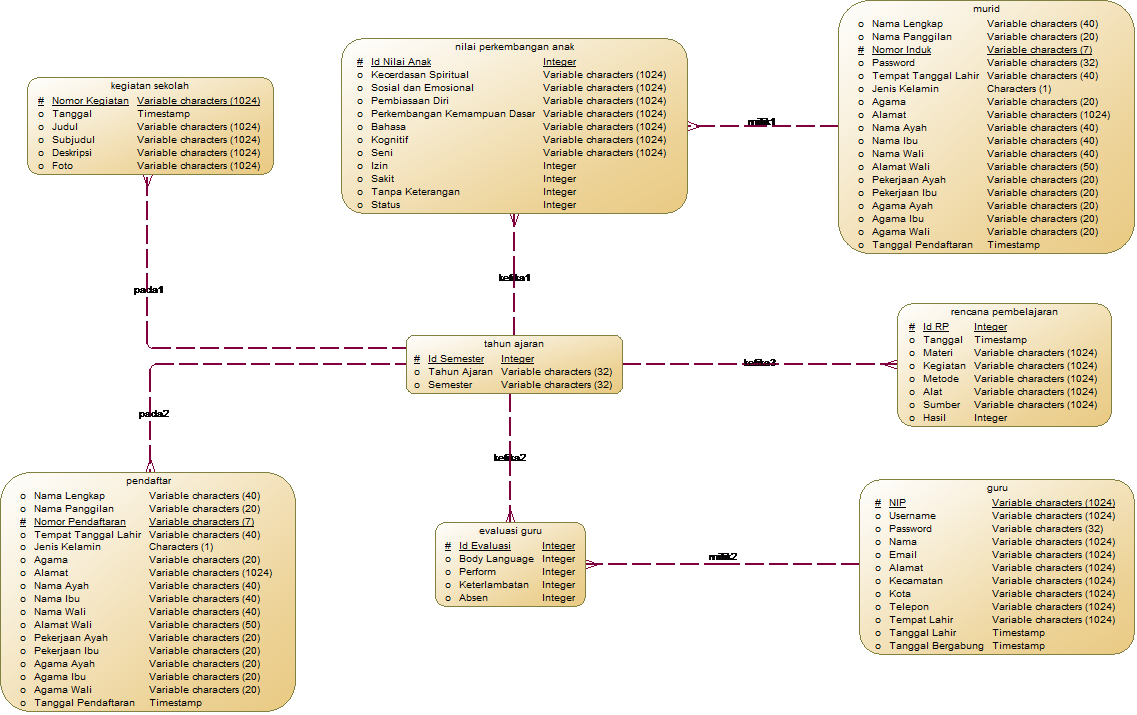 kegiatan sekolah
# Nomor Kegiatan Variable characters (1024)
o Tanggal Timestamp
o Judul Variable characters (1024)
o Subjudul Variable characters (1024)
o Deskripsi Variable characters (1024)
o Foto Variable characters (1024)
nilai perkembangan anak
# Id Nilai Anak Integer
o Kecerdasan Spiritual Variable characters (1024)
o Sosial dan Emosional Variable characters (1024)
o Pembiasaan Diri Variable characters (1024)
o Perkembangan Kemampuan Dasar Variable characters (1024)
o Bahasa Variable characters (1024)
o Kognitif Variable characters (1024)
o Seni Variable characters (1024)
o Izin Integer
o Sakit Integer
o Tanpa Keterangan Integer
o Status Integer
milik1
murid
o Nama Lengkap Variable characters (40)
o Nama Panggilan Variable characters (20)
# Nomor Induk Variable characters (7)
o Password Variable characters (32)
o Tempat Tanggal Lahir Variable characters (40)
o Jenis Kelamin Characters (1)
o Agama Variable characters (20)
o Alamat Variable characters (1024)
o Nama Ayah Variable characters (40)
o Nama Ibu Variable characters (40)
o Nama Wali Variable characters (40)
o Alamat Wali Variable characters (50)
o Pekerjaan Ayah Variable characters (20)
o Pekerjaan Ibu Variable characters (20)
o Agama Ayah Variable characters (20)
o Agama Ibu Variable characters (20)
o Agama Wali Variable characters (20)
o Tanggal Pendaftaran Timestamp
pada1
ketika1
tahun ajaran
# Id Semester Integer
o Tahun Ajaran Variable characters (32)
o Semester Variable characters (32)
ketika3
rencana pembelajaran
# Id RP Integer
o Tanggal Timestamp
o Materi Variable characters (1024)
o Kegiatan Variable characters (1024)
o Metode Variable characters (1024)
o Alat Variable characters (1024)
o Sumber Variable characters (1024)
o Hasil Integer
pada2
ketika2
pendaftar
o Nama Lengkap Variable characters (40)
o Nama Panggilan Variable characters (20)
# Nomor Pendaftaran Variable characters (7)
o Tempat Tanggal Lahir Variable characters (40)
o Jenis Kelamin Characters (1)
o Agama Variable characters (20)
o Alamat Variable characters (1024)
o Nama Ayah Variable characters (40)
o Nama Ibu Variable characters (40)
o Nama Wali Variable characters (40)
o Alamat Wali Variable characters (50)
o Pekerjaan Ayah Variable characters (20)
o Pekerjaan Ibu Variable characters (20)
o Agama Ayah Variable characters (20)
o Agama Ibu Variable characters (20)
o Agama Wali Variable characters (20)
o Tanggal Pendaftaran Timestamp
evaluasi guru
# Id Evaluasi Integer
o Body Language Integer
o Perform Integer
o Keterlambatan Integer
o Absen Integer
milik2
guru
# NIP Variable characters (1024)
o Username Variable characters (1024)
o Password Variable characters (32)
o Nama Variable characters (1024)
o Email Variable characters (1024)
o Alamat Variable characters (1024)
o Kecamatan Variable characters (1024)
o Kota Variable characters (1024)
o Telepon Variable characters (1024)
o Tempat Lahir Variable characters (1024)
o Tanggal Lahir Timestamp
o Tanggal Bergabung Timestamp